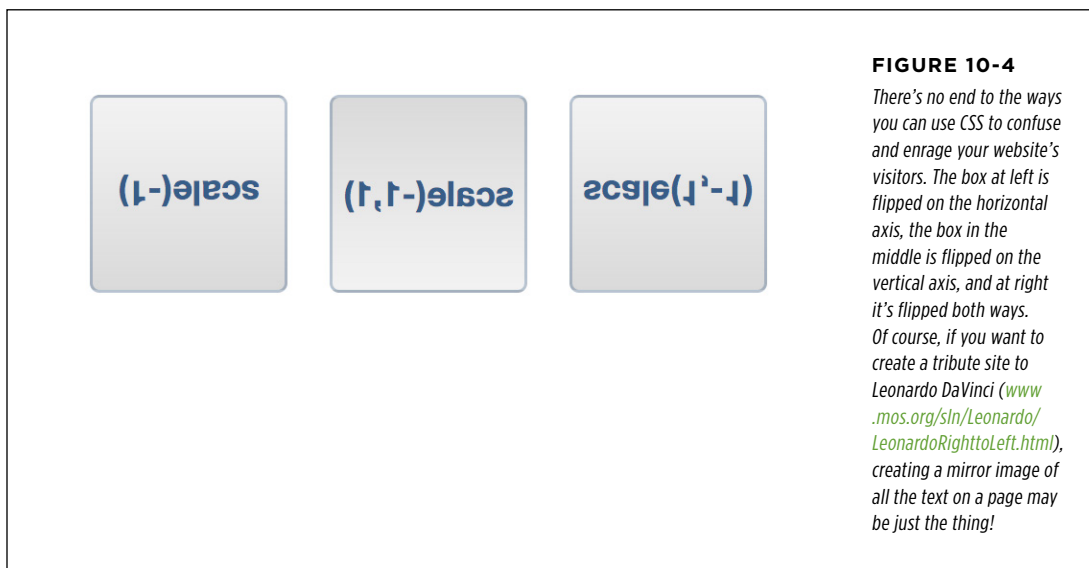 scale(-1)
scale(-1,1)
scale(1,-1)
FIGURE 10-4
There's no end to the ways
you can use CSS to confuse
and enrage your website's
visitors. The box at left is
flipped on the horizontal
axis, the box in the
middle is flipped on the
vertical axis, and at right
it's flipped both ways.
Of course, if you want to
create a tribute site to
Leonardo DaVinci (www
.mos.org/sln/Leonardo/
LeonardoRighttoLeft.html),
creating a mirror image of
all the text on a page may
be just the thing!